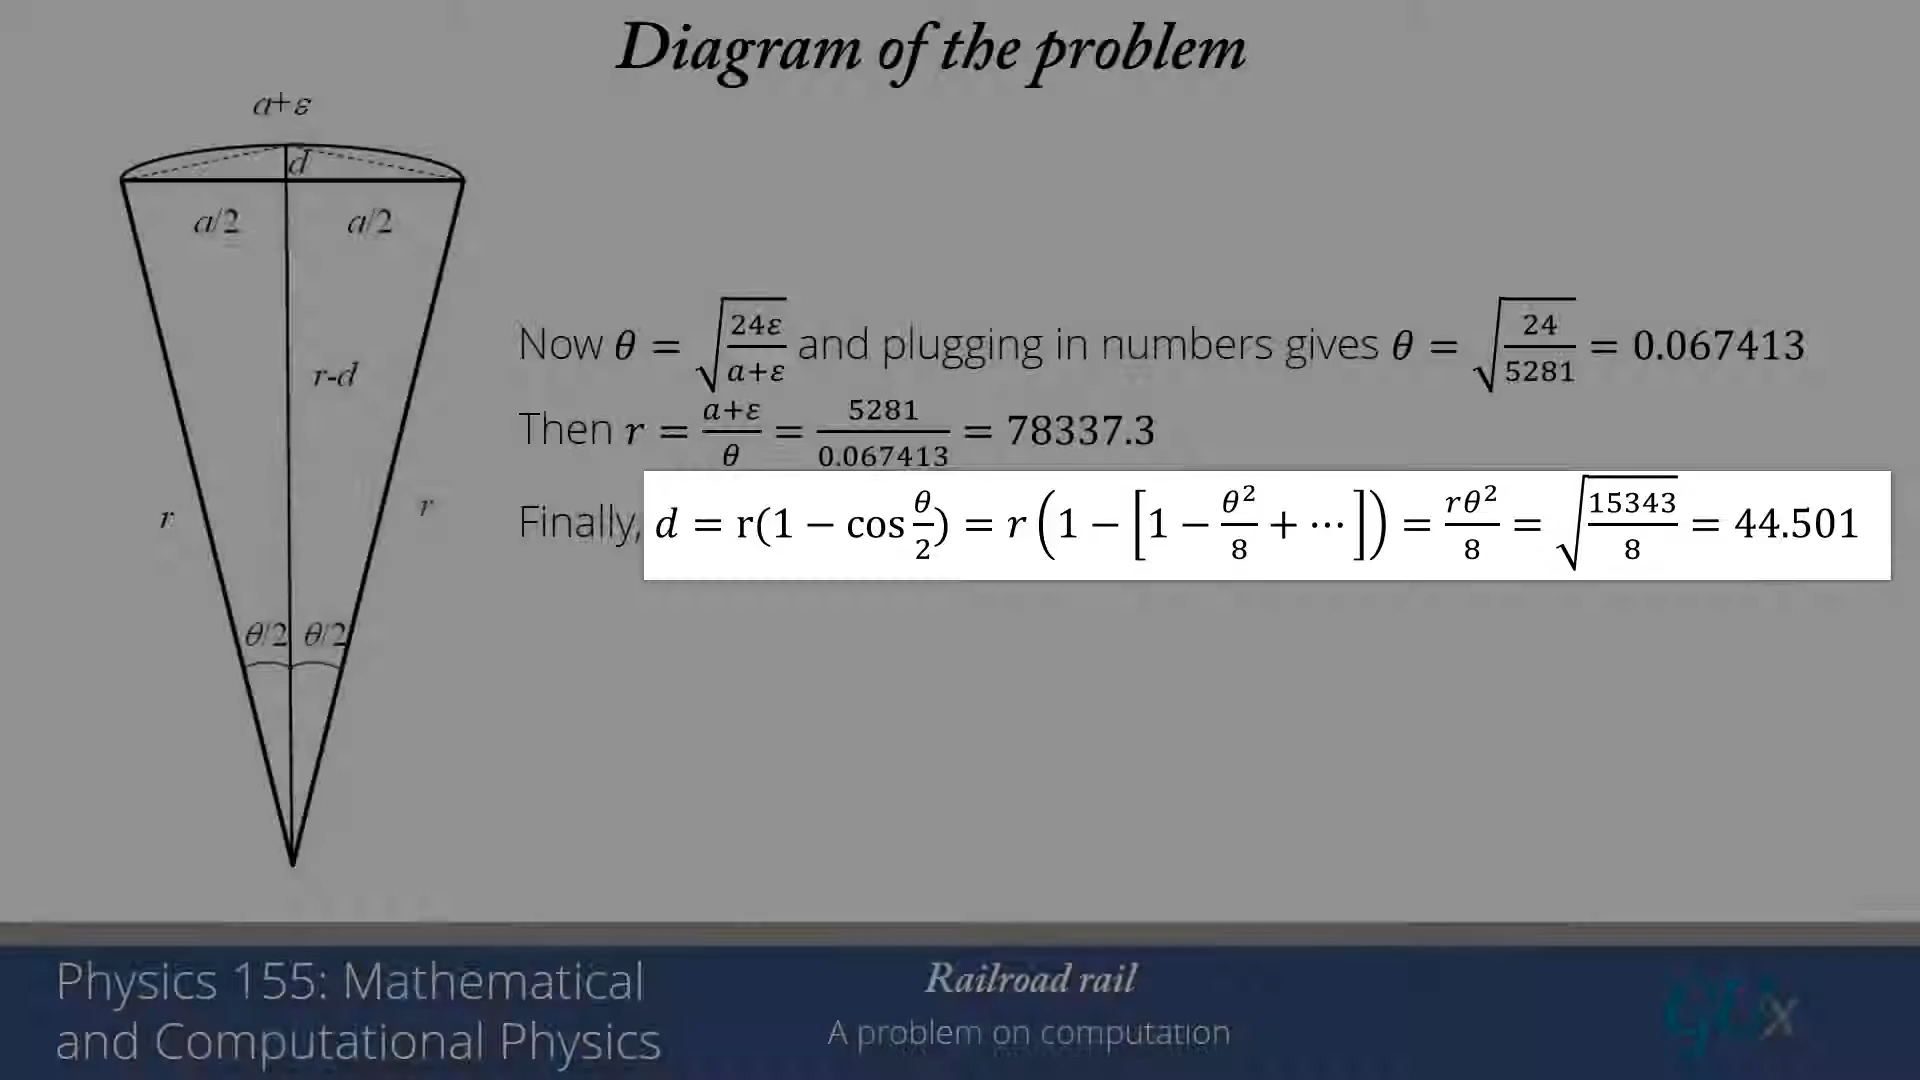 Diagram of the problem
a+ε
d
a/2 a/2
r-d
r r
θ/2 θ/2
Now θ = √(24ε/(a+ε)) and plugging in numbers gives θ = √(24/5281) = 0.067413
Then r = (a+ε)/θ = 5281/0.067413 = 78337.3
Finally, d = r(1 − cos θ/2) = r(1 − [1 − θ²/8 + ⋯]) = rθ²/8 = √(15343/8) = 44.501
Physics 155: Mathematical
and Computational Physics
Railroad rail
A problem on computation
GUx